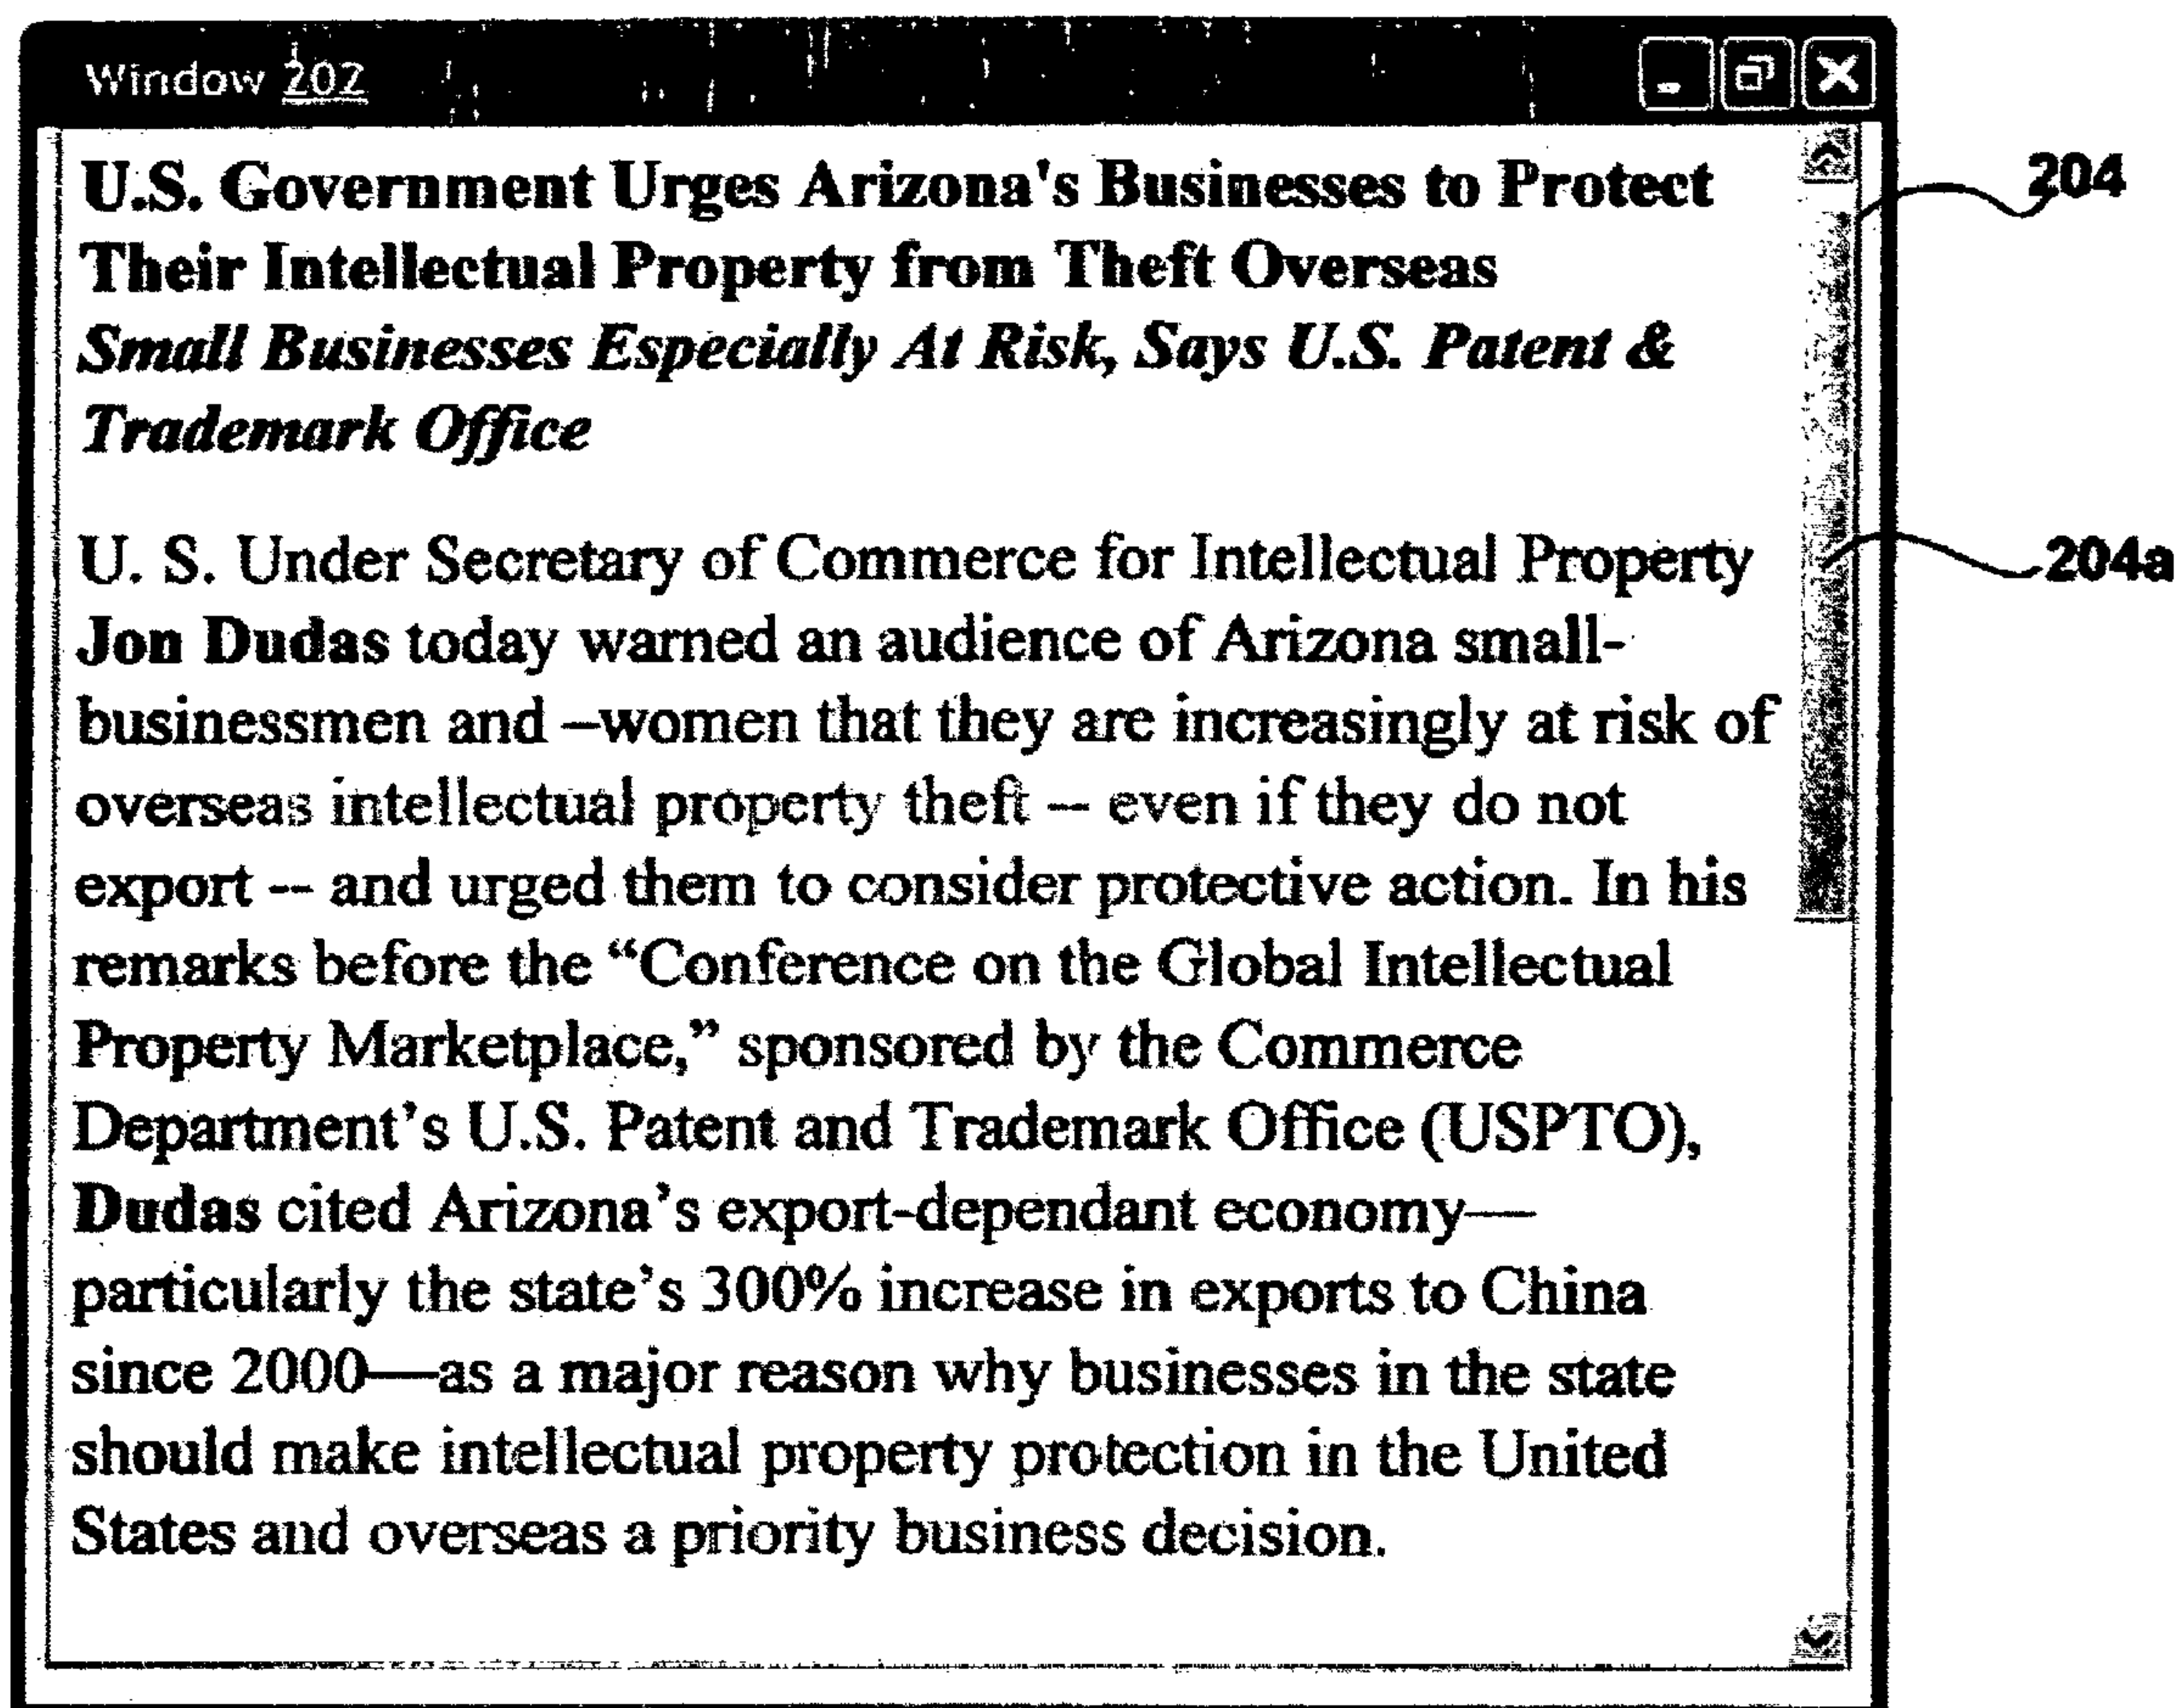 Window 202
U.S. Government Urges Arizona's Businesses to Protect
Their Intellectual Property from Theft Overseas
Small Businesses Especially At Risk, Says U.S. Patent &
Trademark Office
U. S. Under Secretary of Commerce for Intellectual Property
Jon Dudas today warned an audience of Arizona small-
businessmen and –women that they are increasingly at risk of
overseas intellectual property theft -- even if they do not
export -- and urged them to consider protective action. In his
remarks before the “Conference on the Global Intellectual
Property Marketplace,” sponsored by the Commerce
Department’s U.S. Patent and Trademark Office (USPTO),
Dudas cited Arizona’s export-dependant economy—
particularly the state’s 300% increase in exports to China
since 2000—as a major reason why businesses in the state
should make intellectual property protection in the United
States and overseas a priority business decision.
204
204a